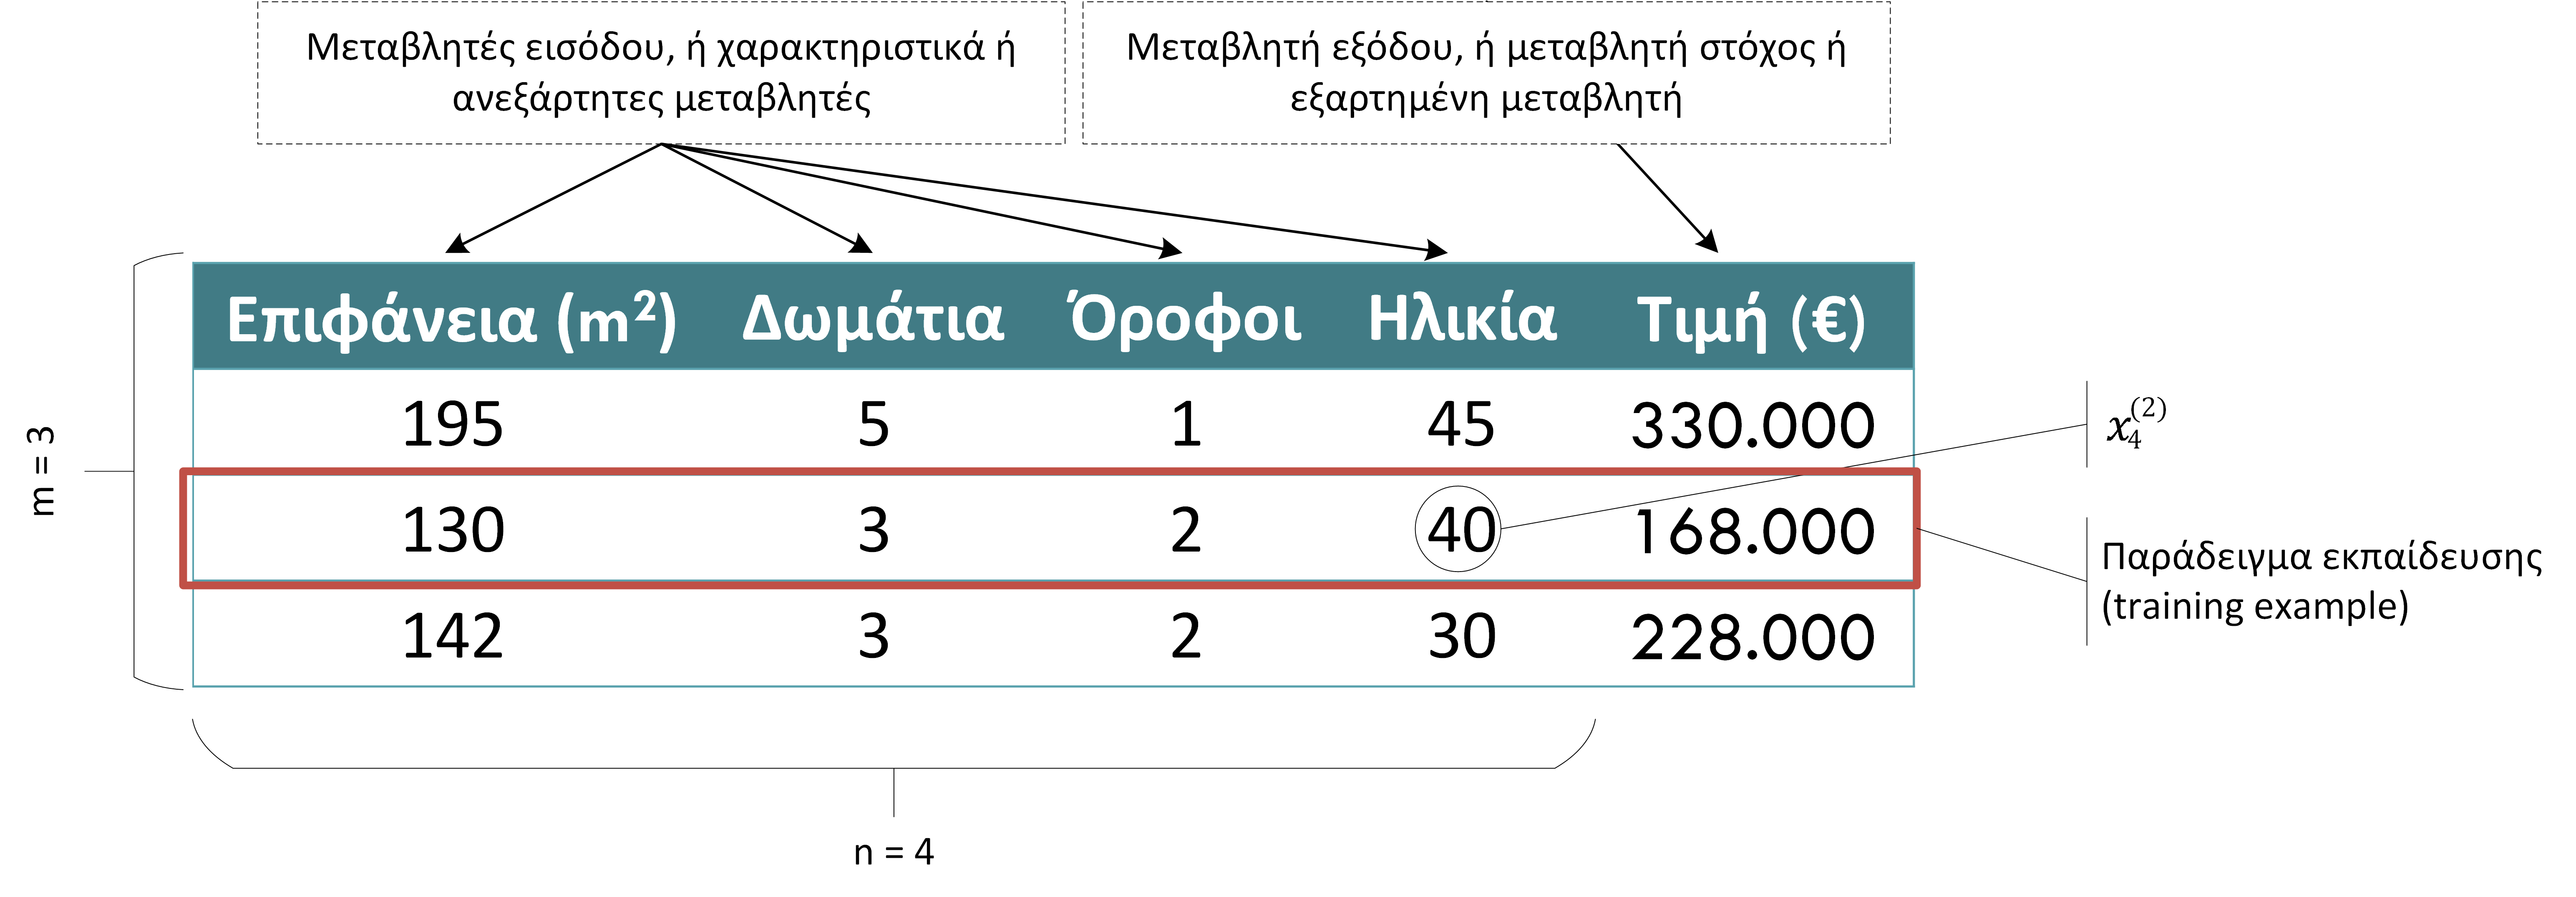 Μεταβλητές εισόδου, ή χαρακτηριστικά ή
ανεξάρτητες μεταβλητές
Μεταβλητή εξόδου, ή μεταβλητή στόχος ή
εξαρτημένη μεταβλητή
Επιφάνεια (m²) Δωμάτια Όροφοι Ηλικία Τιμή (€)
195 5 1 45 330.000
130 3 2 40 168.000
142 3 2 30 228.000
m = 3
x₄⁽²⁾
Παράδειγμα εκπαίδευσης
(training example)
n = 4